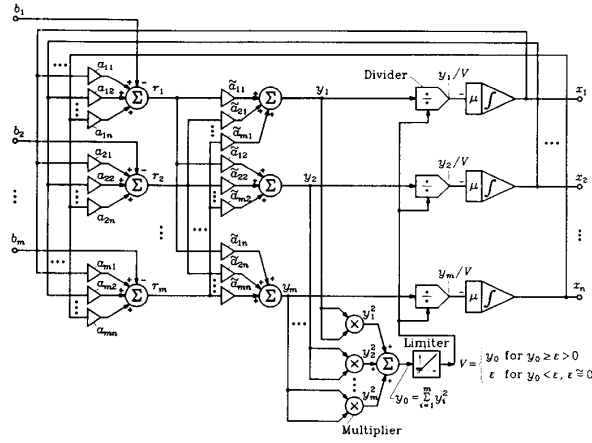 b₁
a₁₁
a₁₂
a₁ₙ
Σ
r₁
ã₁₁
ã₂₁
ãₘ₁
Σ
y₁
Divider
÷
y₁/V
μ ∫
x₁
b₂
a₂₁
a₂₂
a₂ₙ
Σ
r₂
ã₁₂
ã₂₂
ãₘ₂
Σ
y₂
÷
y₂/V
μ ∫
x₂
bₘ
aₘ₁
aₘ₂
aₘₙ
Σ
rₘ
ã₁ₙ
ã₂ₙ
ãₘₙ
Σ
yₘ
÷
yₘ/V
μ ∫
xₙ
× y₁²
× y₂²
× yₘ²
Σ
Limiter
V = { y₀ for y₀ ≥ ε > 0
ε for y₀ < ε, ε ≅ 0
y₀ = Σᵢ₌₁ᵐ yᵢ²
Multiplier